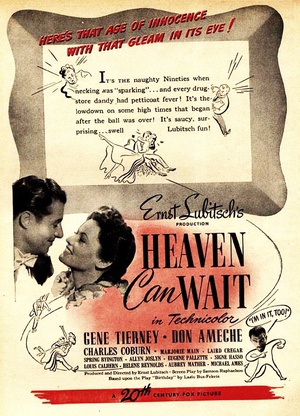 HERE'S THAT AGE OF INNOCENCE
WITH THAT GLEAM IN ITS EYE!
IT'S THE naughty Nineties when
necking was "sparking"... and every drug-
store dandy had petticoat fever! It's the
lowdown on some high times that began
after the ball was over! It's saucy, sur-
prising...swell Lubitsch fun!
Ernst Lubitsch's
PRODUCTION
HEAVEN
Can WAIT
in Technicolor
"I'M IN IT, TOO!"
GENE TIERNEY • DON AMECHE
CHARLES COBURN • MARJORIE MAIN • LAIRD CREGAR
SPRING BYINGTON • ALLYN JOSLYN • EUGENE PALLETTE • SIGNE HASSO
LOUIS CALHERN • HELENE REYNOLDS • AUBREY MATHER • MICHAEL AMES
Produced and Directed by Ernst Lubitsch • Screen Play by Samson Raphaelson
Based upon the Play "Birthday" by Lazlo Bus-Fekete
A 20th CENTURY-FOX PICTURE